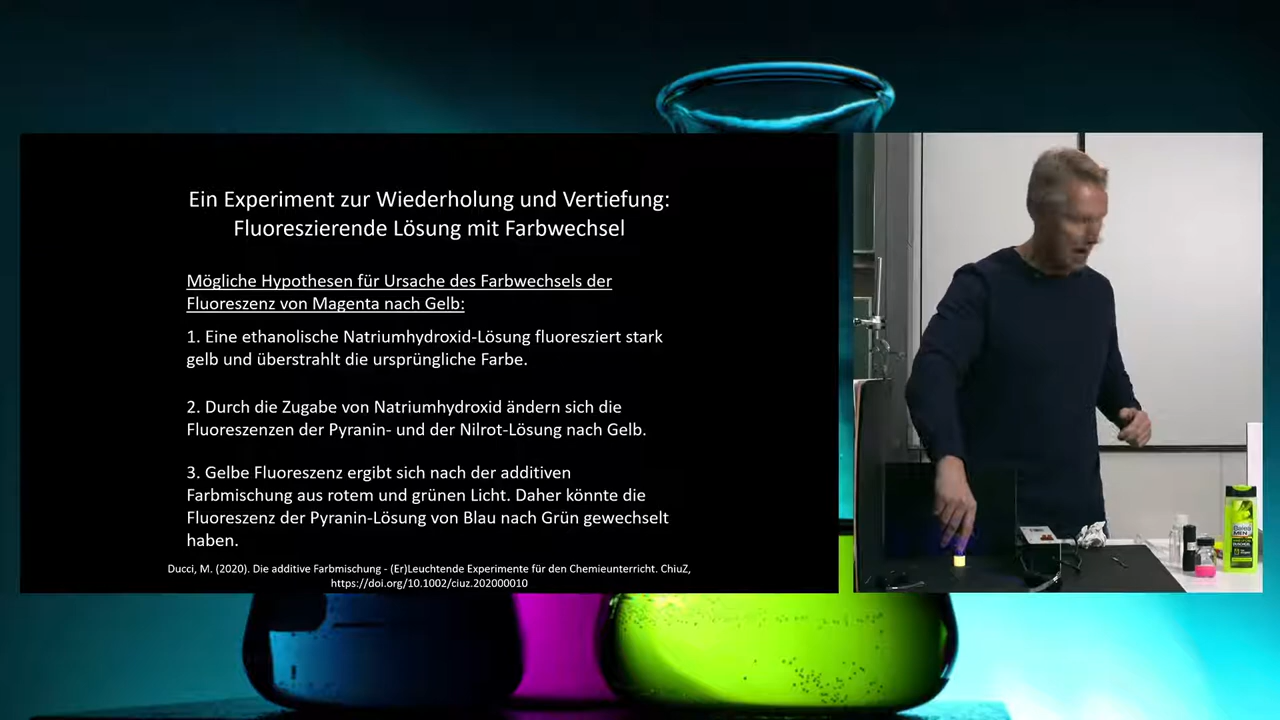 Ein Experiment zur Wiederholung und Vertiefung:
Fluoreszierende Lösung mit Farbwechsel
Mögliche Hypothesen für Ursache des Farbwechsels der
Fluoreszenz von Magenta nach Gelb:
1. Eine ethanolische Natriumhydroxid-Lösung fluoresziert stark
gelb und überstrahlt die ursprüngliche Farbe.
2. Durch die Zugabe von Natriumhydroxid ändern sich die
Fluoreszenzen der Pyranin- und der Nilrot-Lösung nach Gelb.
3. Gelbe Fluoreszenz ergibt sich nach der additiven
Farbmischung aus rotem und grünen Licht. Daher könnte die
Fluoreszenz der Pyranin-Lösung von Blau nach Grün gewechselt
haben.
Ducci, M. (2020). Die additive Farbmischung - (Er)Leuchtende Experimente für den Chemieunterricht. ChiuZ,
https://doi.org/10.1002/ciuz.202000010
Balea
MEN